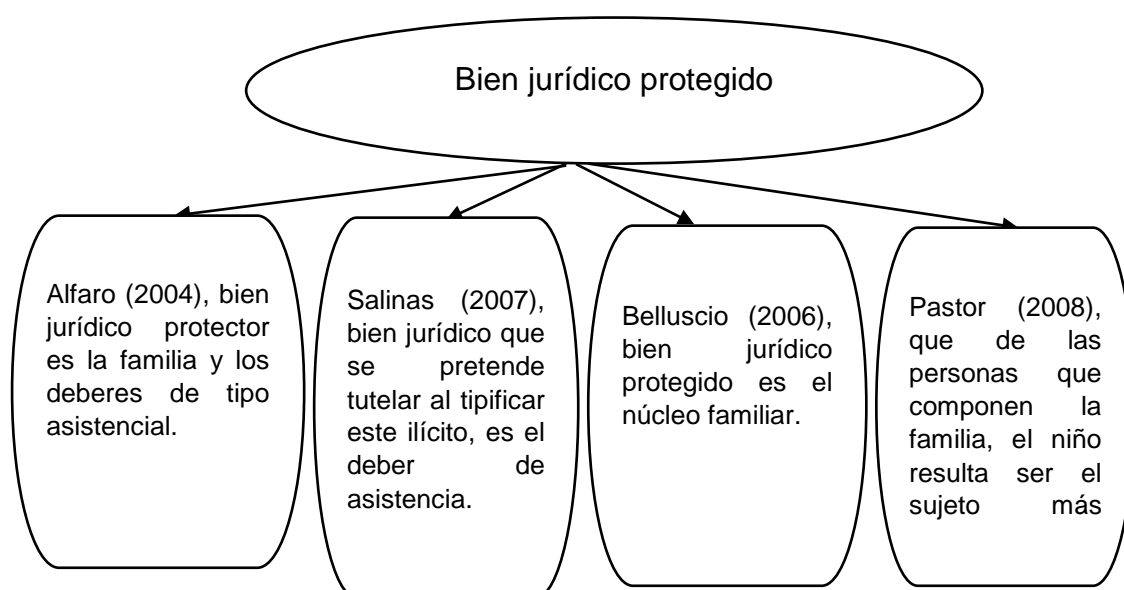 Bien jurídico protegido
Alfaro (2004), bien
jurídico protector
es la familia y los
deberes de tipo
asistencial.
Salinas (2007),
bien jurídico que
se pretende
tutelar al tipificar
este ilícito, es el
deber de
asistencia.
Belluscio (2006),
bien jurídico
protegido es el
núcleo familiar.
Pastor (2008),
que de las
personas que
componen la
familia, el niño
resulta ser el
sujeto más